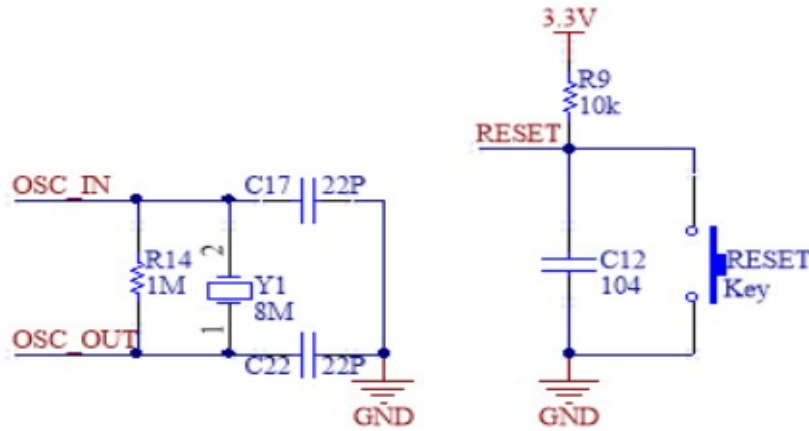 3.3V
R9
10k
RESET
OSC_IN
C17 22P
R14
1M
2
Y1
8M
1
OSC_OUT
C22 22P
GND
C12
104
RESET
Key
GND